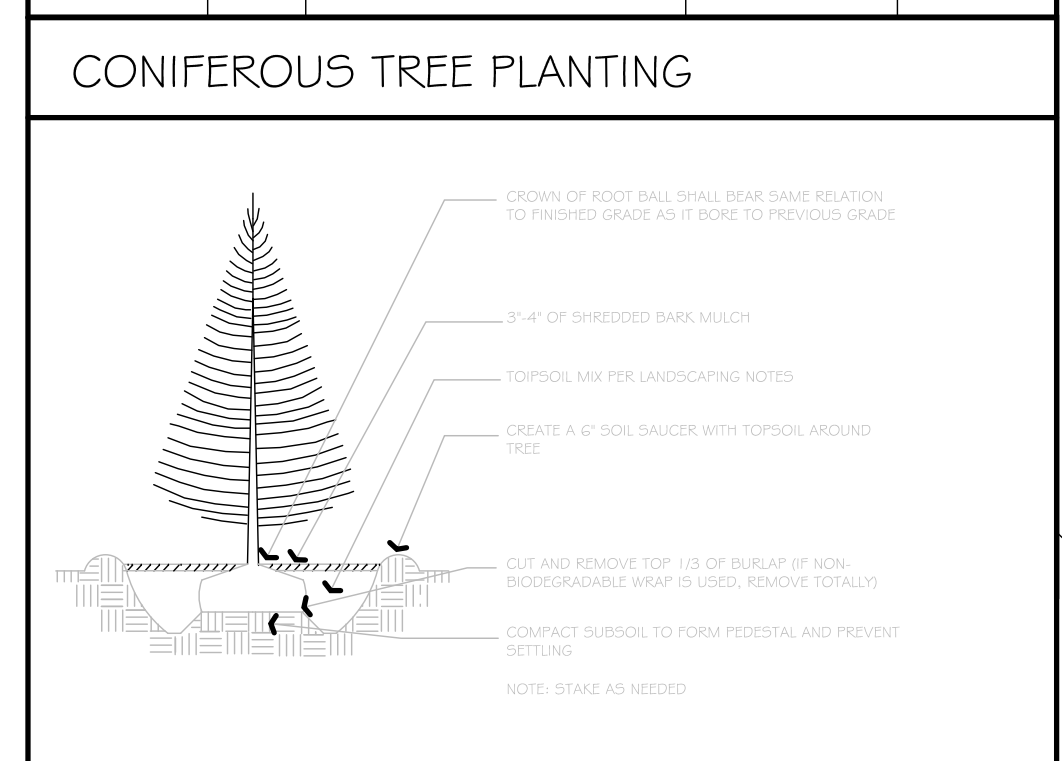 CONIFEROUS TREE PLANTING
CROWN OF ROOT BALL SHALL BEAR SAME RELATION
TO FINISHED GRADE AS IT BORE TO PREVIOUS GRADE
3"-4" OF SHREDDED BARK MULCH
TOIPSOIL MIX PER LANDSCAPING NOTES
CREATE A 6" SOIL SAUCER WITH TOPSOIL AROUND
TREE
CUT AND REMOVE TOP 1/3 OF BURLAP (IF NON-
BIODEGRADABLE WRAP IS USED, REMOVE TOTALLY)
COMPACT SUBSOIL TO FORM PEDESTAL AND PREVENT
SETTLING
NOTE: STAKE AS NEEDED